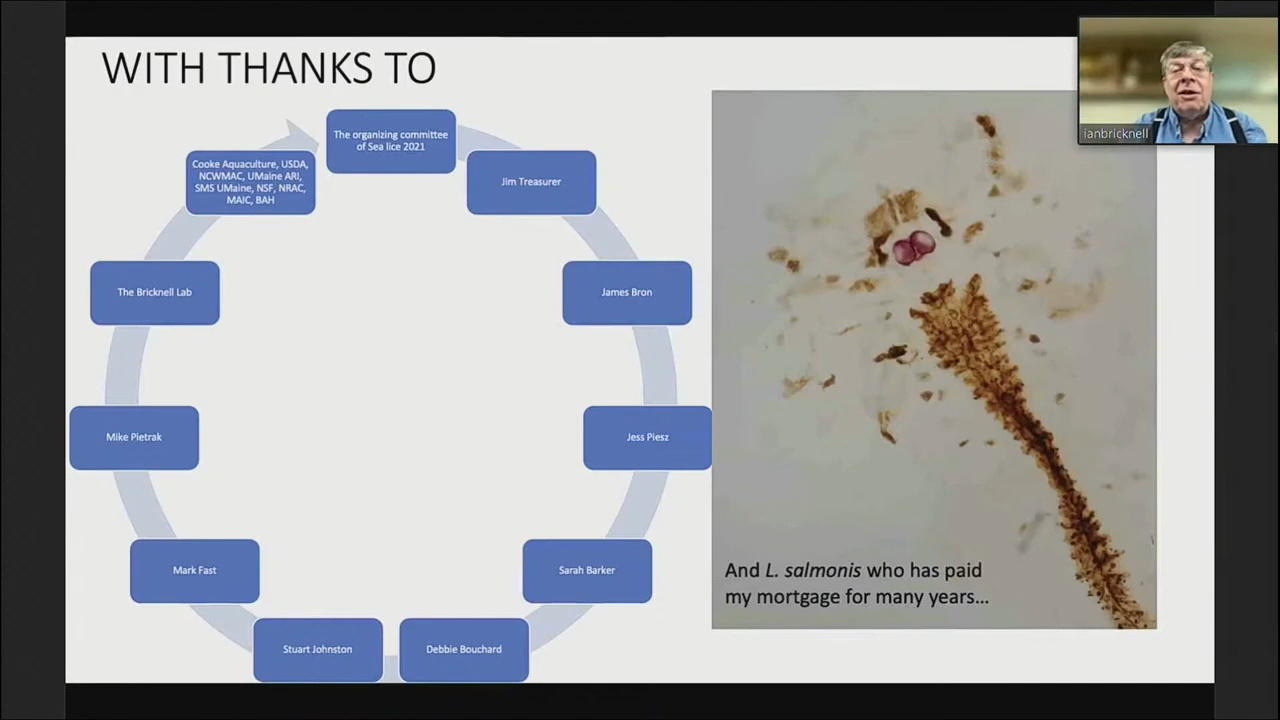 WITH THANKS TO
The organizing committee
of Sea lice 2021
Jim Treasurer
James Bron
Jess Piesz
Sarah Barker
Debbie Bouchard
Stuart Johnston
Mark Fast
Mike Pietrak
The Bricknell Lab
Cooke Aquaculture, USDA,
NCWMAC, UMaine ARI,
SMS UMaine, NSF, NRAC,
MAIC, BAH
And L. salmonis who has paid
my mortgage for many years...
ianbricknell